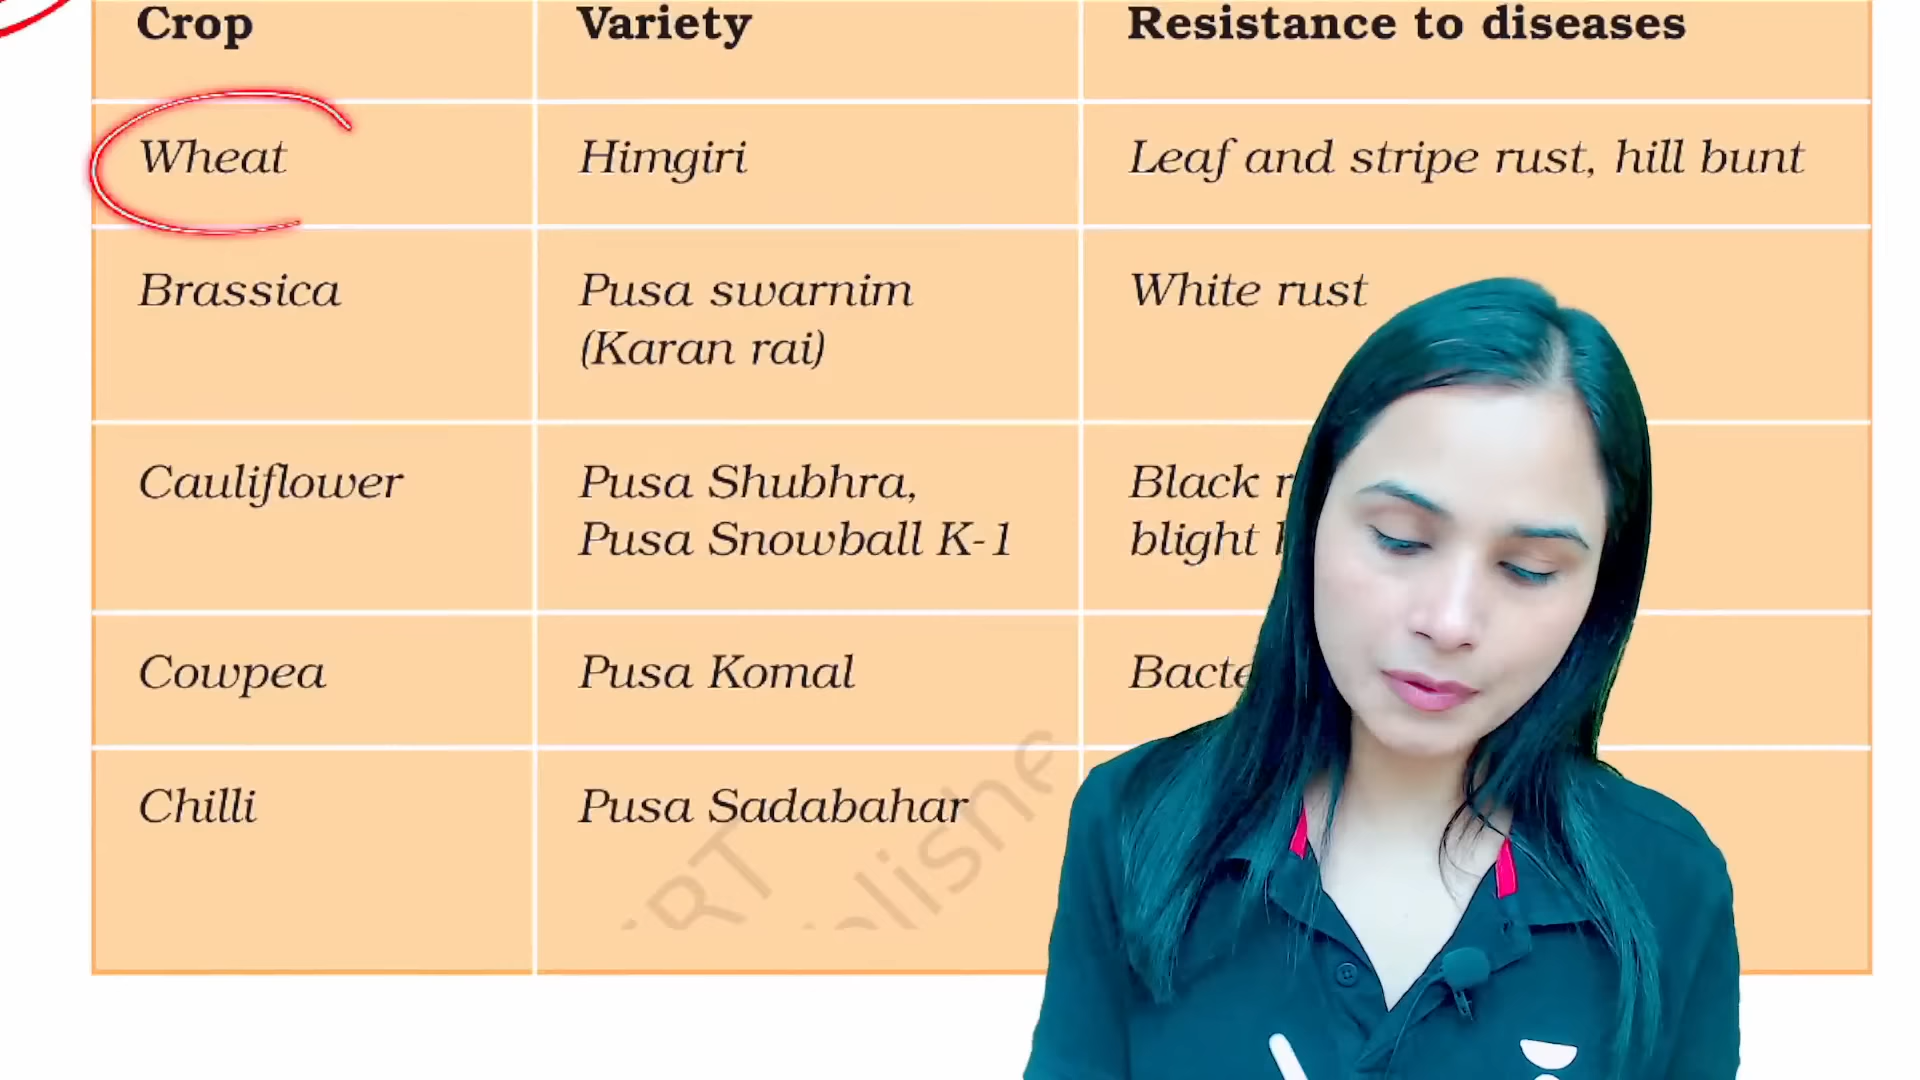 Crop Variety Resistance to diseases
Wheat Himgiri Leaf and stripe rust, hill bunt
Brassica Pusa swarnim White rust
(Karan rai)
Cauliflower Pusa Shubhra, Black
Pusa Snowball K-1 blight
Cowpea Pusa Komal
Chilli Pusa Sadabahar